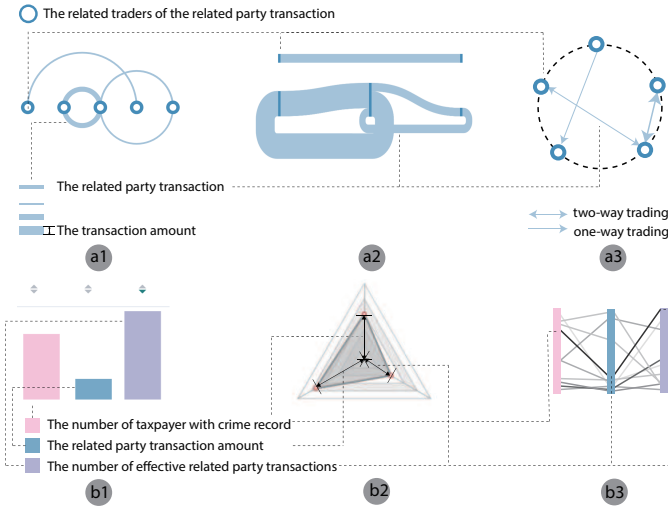 The related traders of the related party transaction
The related party transaction
two-way trading
The transaction amount
one-way trading
a1
a2
a3
The number of taxpayer with crime record
The related party transaction amount
The number of effective related party transactions
b1
b2
b3